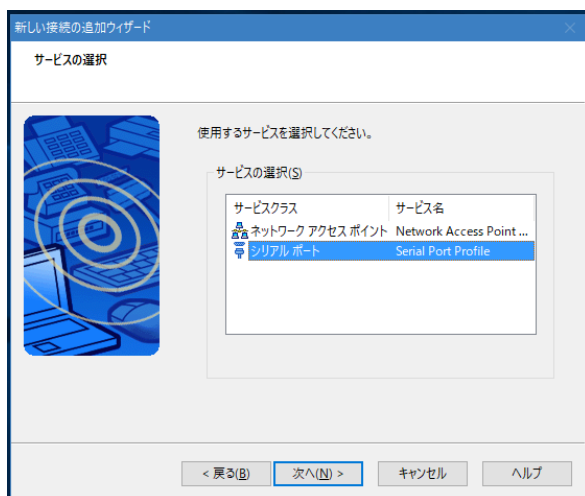 新しい接続の追加ウィザード
サービスの選択
使用するサービスを選択してください。
サービスの選択(S)
サービスクラス サービス名
ネットワーク アクセス ポイント Network Access Point ...
シリアル ポート Serial Port Profile
< 戻る(B) 次へ(N) > キャンセル ヘルプ